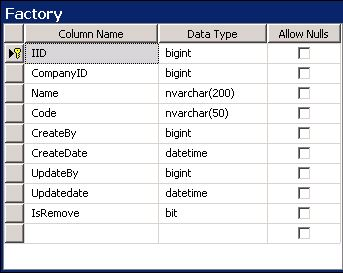 Factory
Column Name Data Type Allow Nulls
IID bigint
CompanyID bigint
Name nvarchar(200)
Code nvarchar(50)
CreateBy bigint
CreateDate datetime
UpdateBy bigint
Updatedate datetime
IsRemove bit